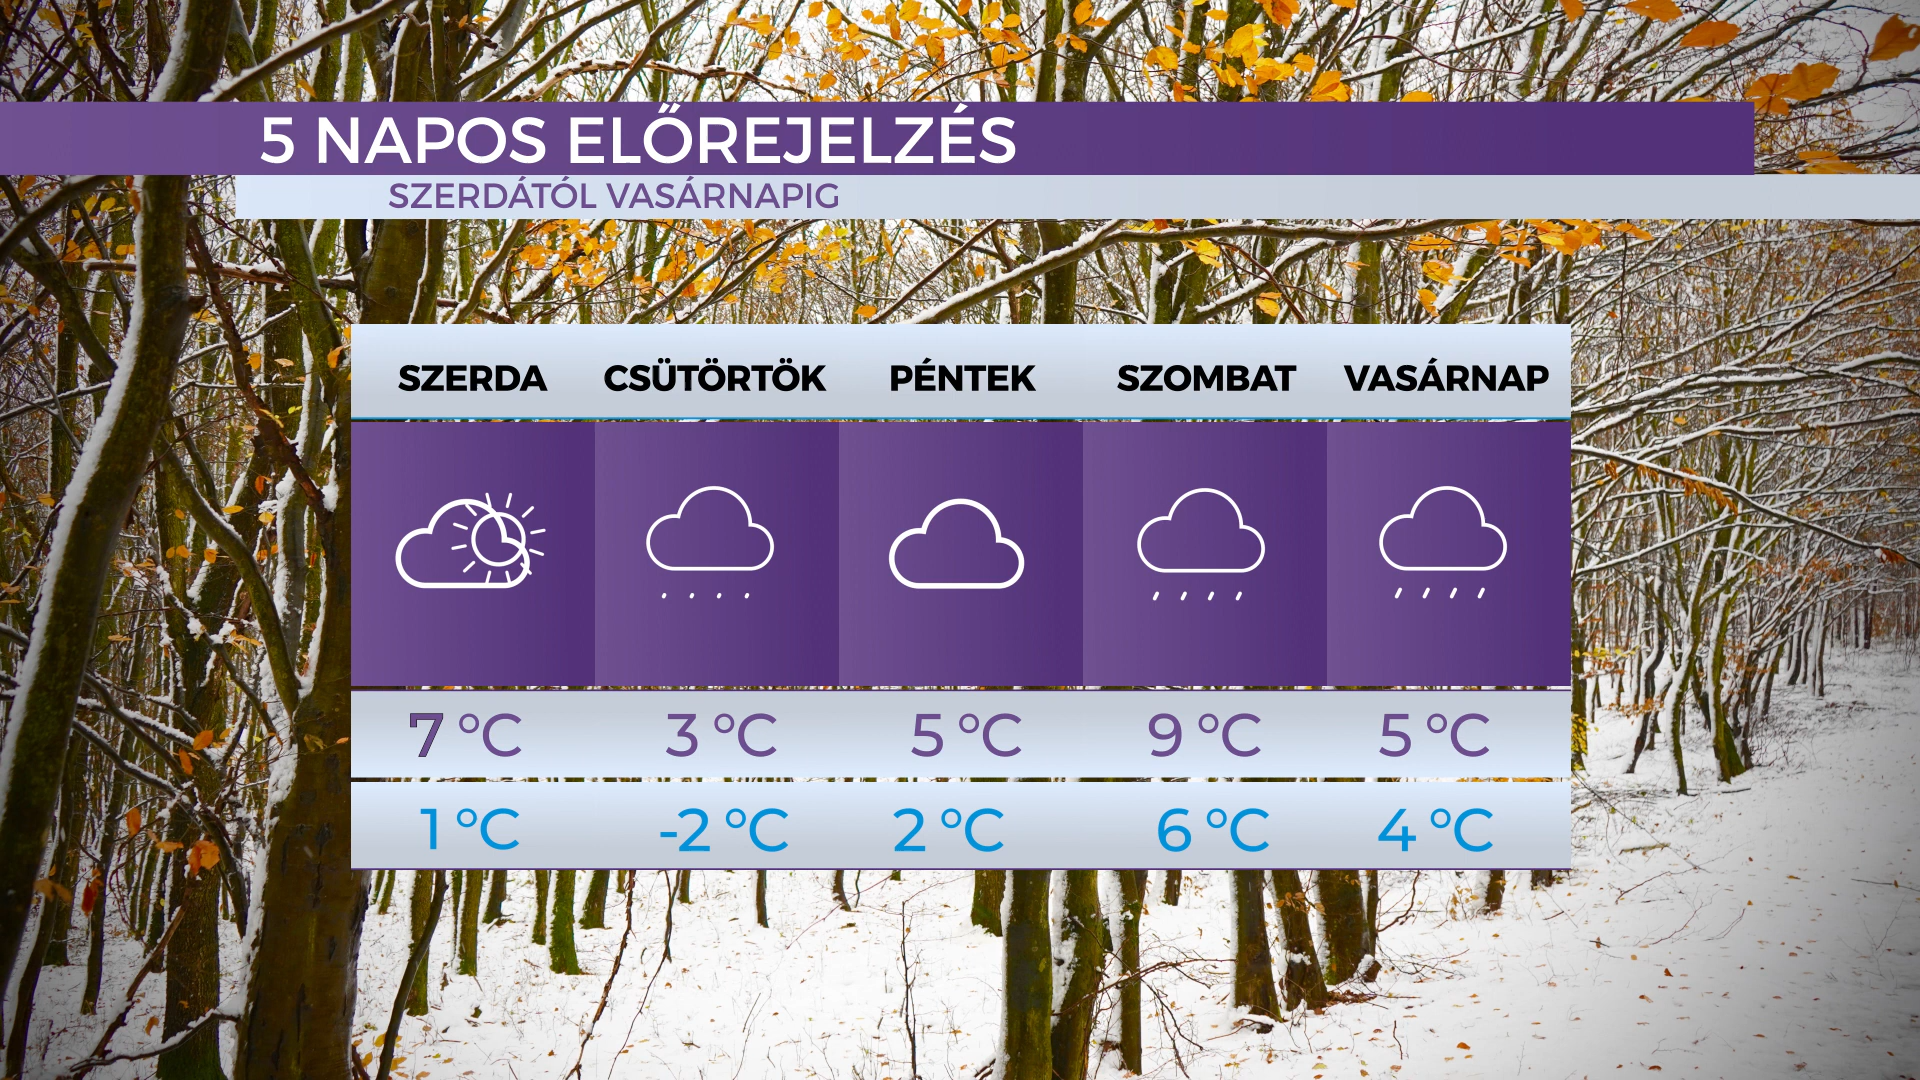 5 NAPOS ELŐREJELZÉS
SZERDÁTÓL VASÁRNAPIG
SZERDA CSÜTÖRTÖK PÉNTEK SZOMBAT VASÁRNAP
7 °C 3 °C 5 °C 9 °C 5 °C
1 °C -2 °C 2 °C 6 °C 4 °C